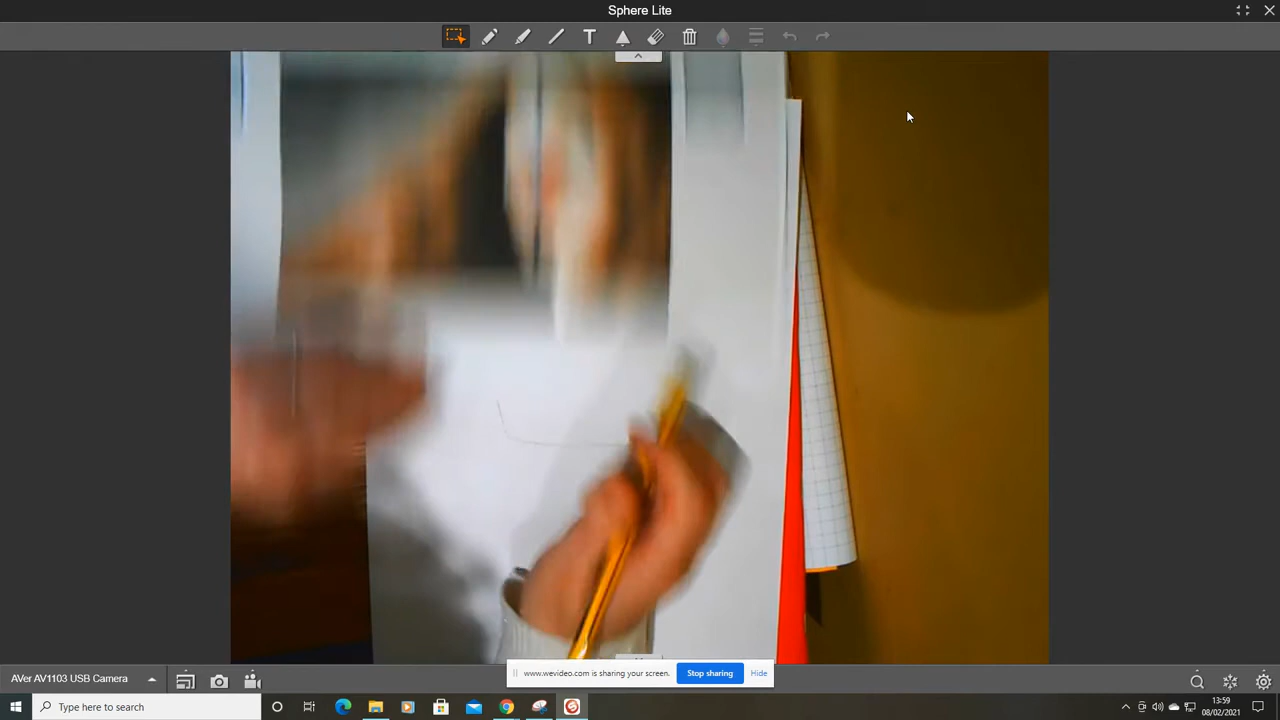 Sphere Lite
T
www.wevideo.com is sharing your screen.
Stop sharing
Hide
AVer AV1108 USB Camera
Type here to search
13:59
08/02/2021